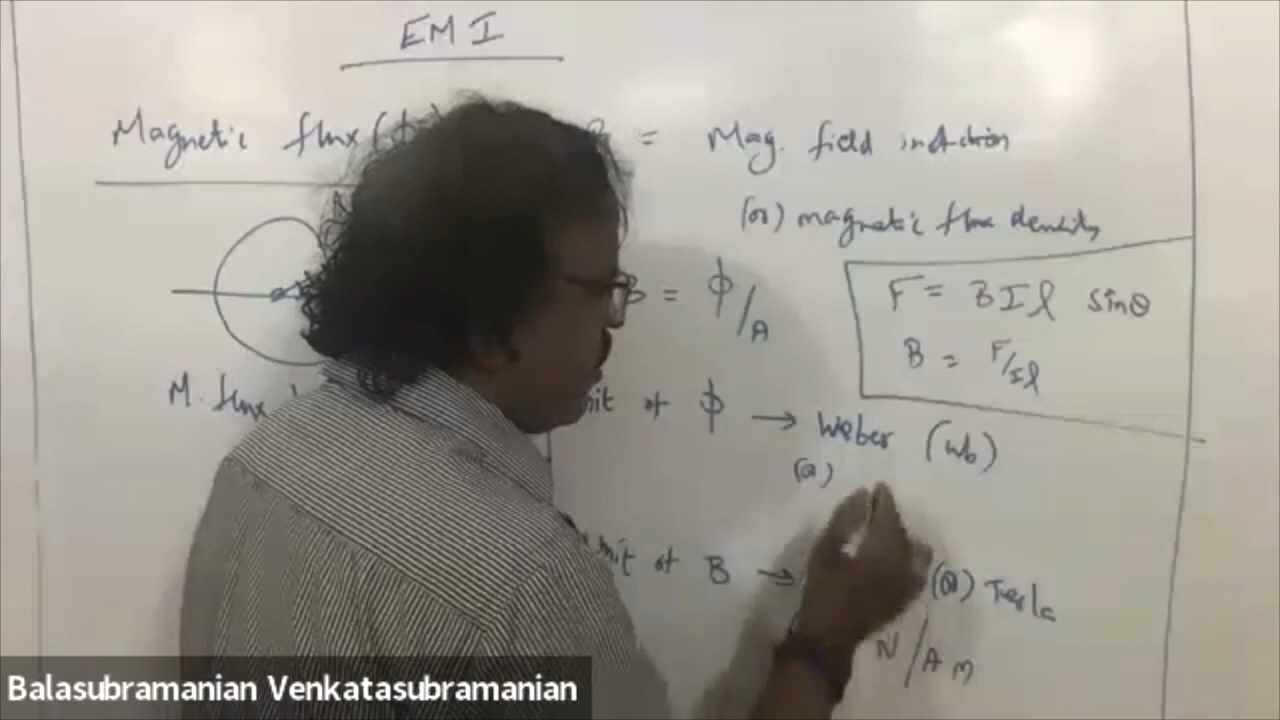 EMI
Magnetic flux (ϕ) B = Mag. field induction
(or) magnetic flux density
B = ϕ/A
F = BIl sinθ
B = F/Il
M. flux
of ϕ → Weber (wb)
(or)
of B → (or) Tesla
N/Am
Balasubramanian Venkatasubramanian